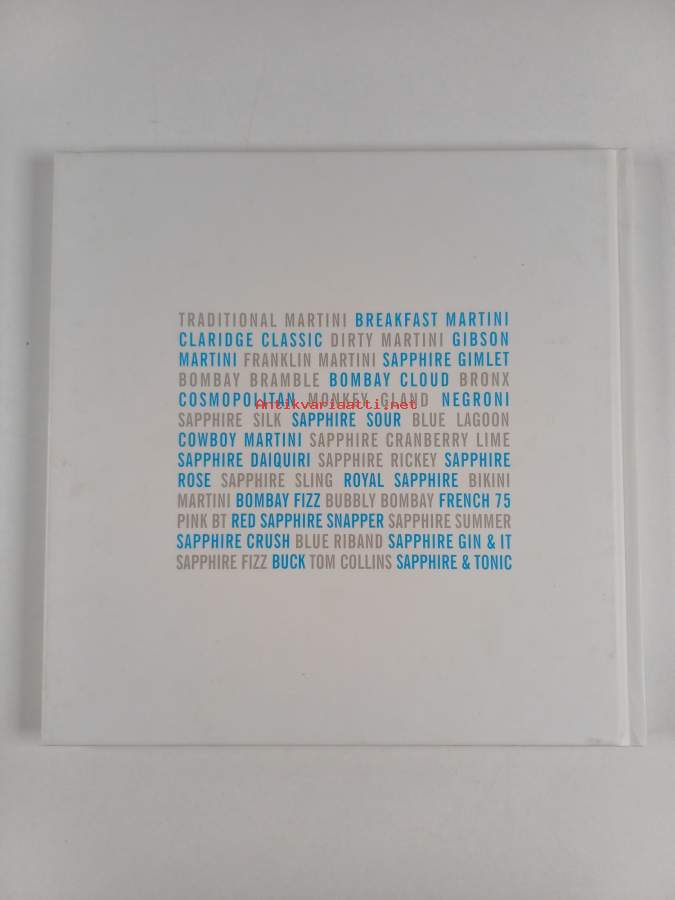 TRADITIONAL MARTINI BREAKFAST MARTINI
CLARIDGE CLASSIC DIRTY MARTINI GIBSON
MARTINI FRANKLIN MARTINI SAPPHIRE GIMLET
BOMBAY BRAMBLE BOMBAY CLOUD BRONX
COSMOPOLITAN MONKEY GLAND NEGRONI
Antikvariaatti.net
SAPPHIRE SILK SAPPHIRE SOUR BLUE LAGOON
COWBOY MARTINI SAPPHIRE CRANBERRY LIME
SAPPHIRE DAIQUIRI SAPPHIRE RICKEY SAPPHIRE
ROSE SAPPHIRE SLING ROYAL SAPPHIRE BIKINI
MARTINI BOMBAY FIZZ BUBBLY BOMBAY FRENCH 75
PINK BT RED SAPPHIRE SNAPPER SAPPHIRE SUMMER
SAPPHIRE CRUSH BLUE RIBAND SAPPHIRE GIN & IT
SAPPHIRE FIZZ BUCK TOM COLLINS SAPPHIRE & TONIC